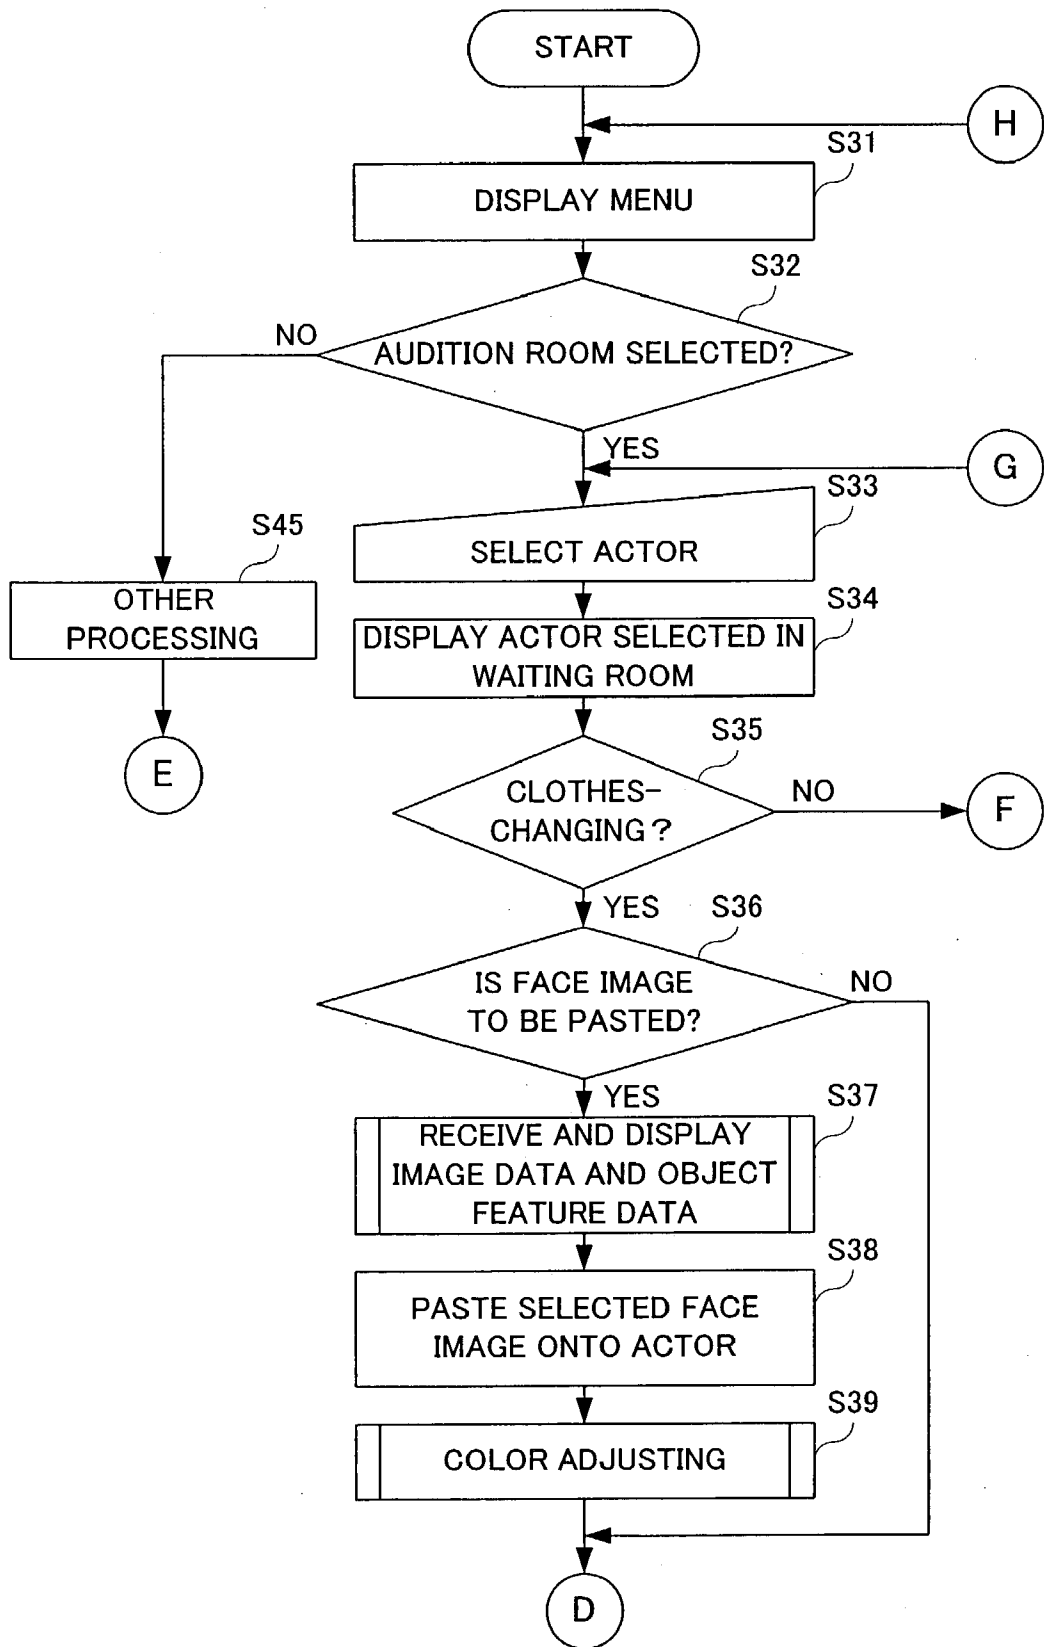 START
H
S31
DISPLAY MENU
S32
NO
AUDITION ROOM SELECTED?
YES
G
S33
SELECT ACTOR
S45
OTHER
PROCESSING
S34
DISPLAY ACTOR SELECTED IN
WAITING ROOM
E
S35
CLOTHES-
CHANGING?
NO
F
YES
S36
IS FACE IMAGE
TO BE PASTED?
NO
YES
S37
RECEIVE AND DISPLAY
IMAGE DATA AND OBJECT
FEATURE DATA
S38
PASTE SELECTED FACE
IMAGE ONTO ACTOR
S39
COLOR ADJUSTING
D